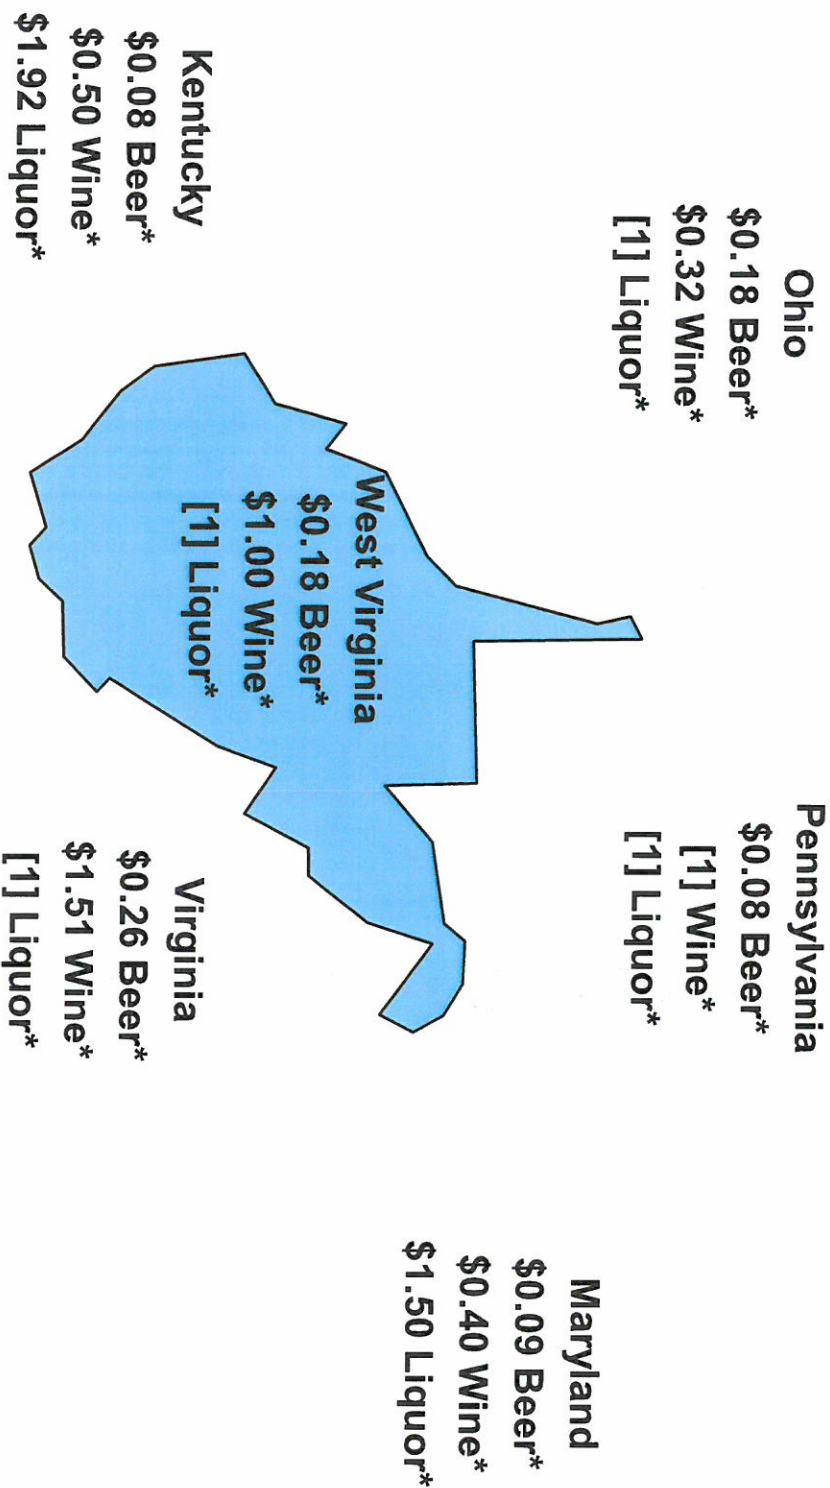 Pennsylvania
$0.08 Beer*
[1] Wine*
[1] Liquor*
Ohio
$0.18 Beer*
$0.32 Wine*
[1] Liquor*
Maryland
$0.09 Beer*
$0.40 Wine*
$1.50 Liquor*
West Virginia
$0.18 Beer*
$1.00 Wine*
[1] Liquor*
Kentucky
$0.08 Beer*
$0.50 Wine*
$1.92 Liquor*
Virginia
$0.26 Beer*
$1.51 Wine*
[1] Liquor*